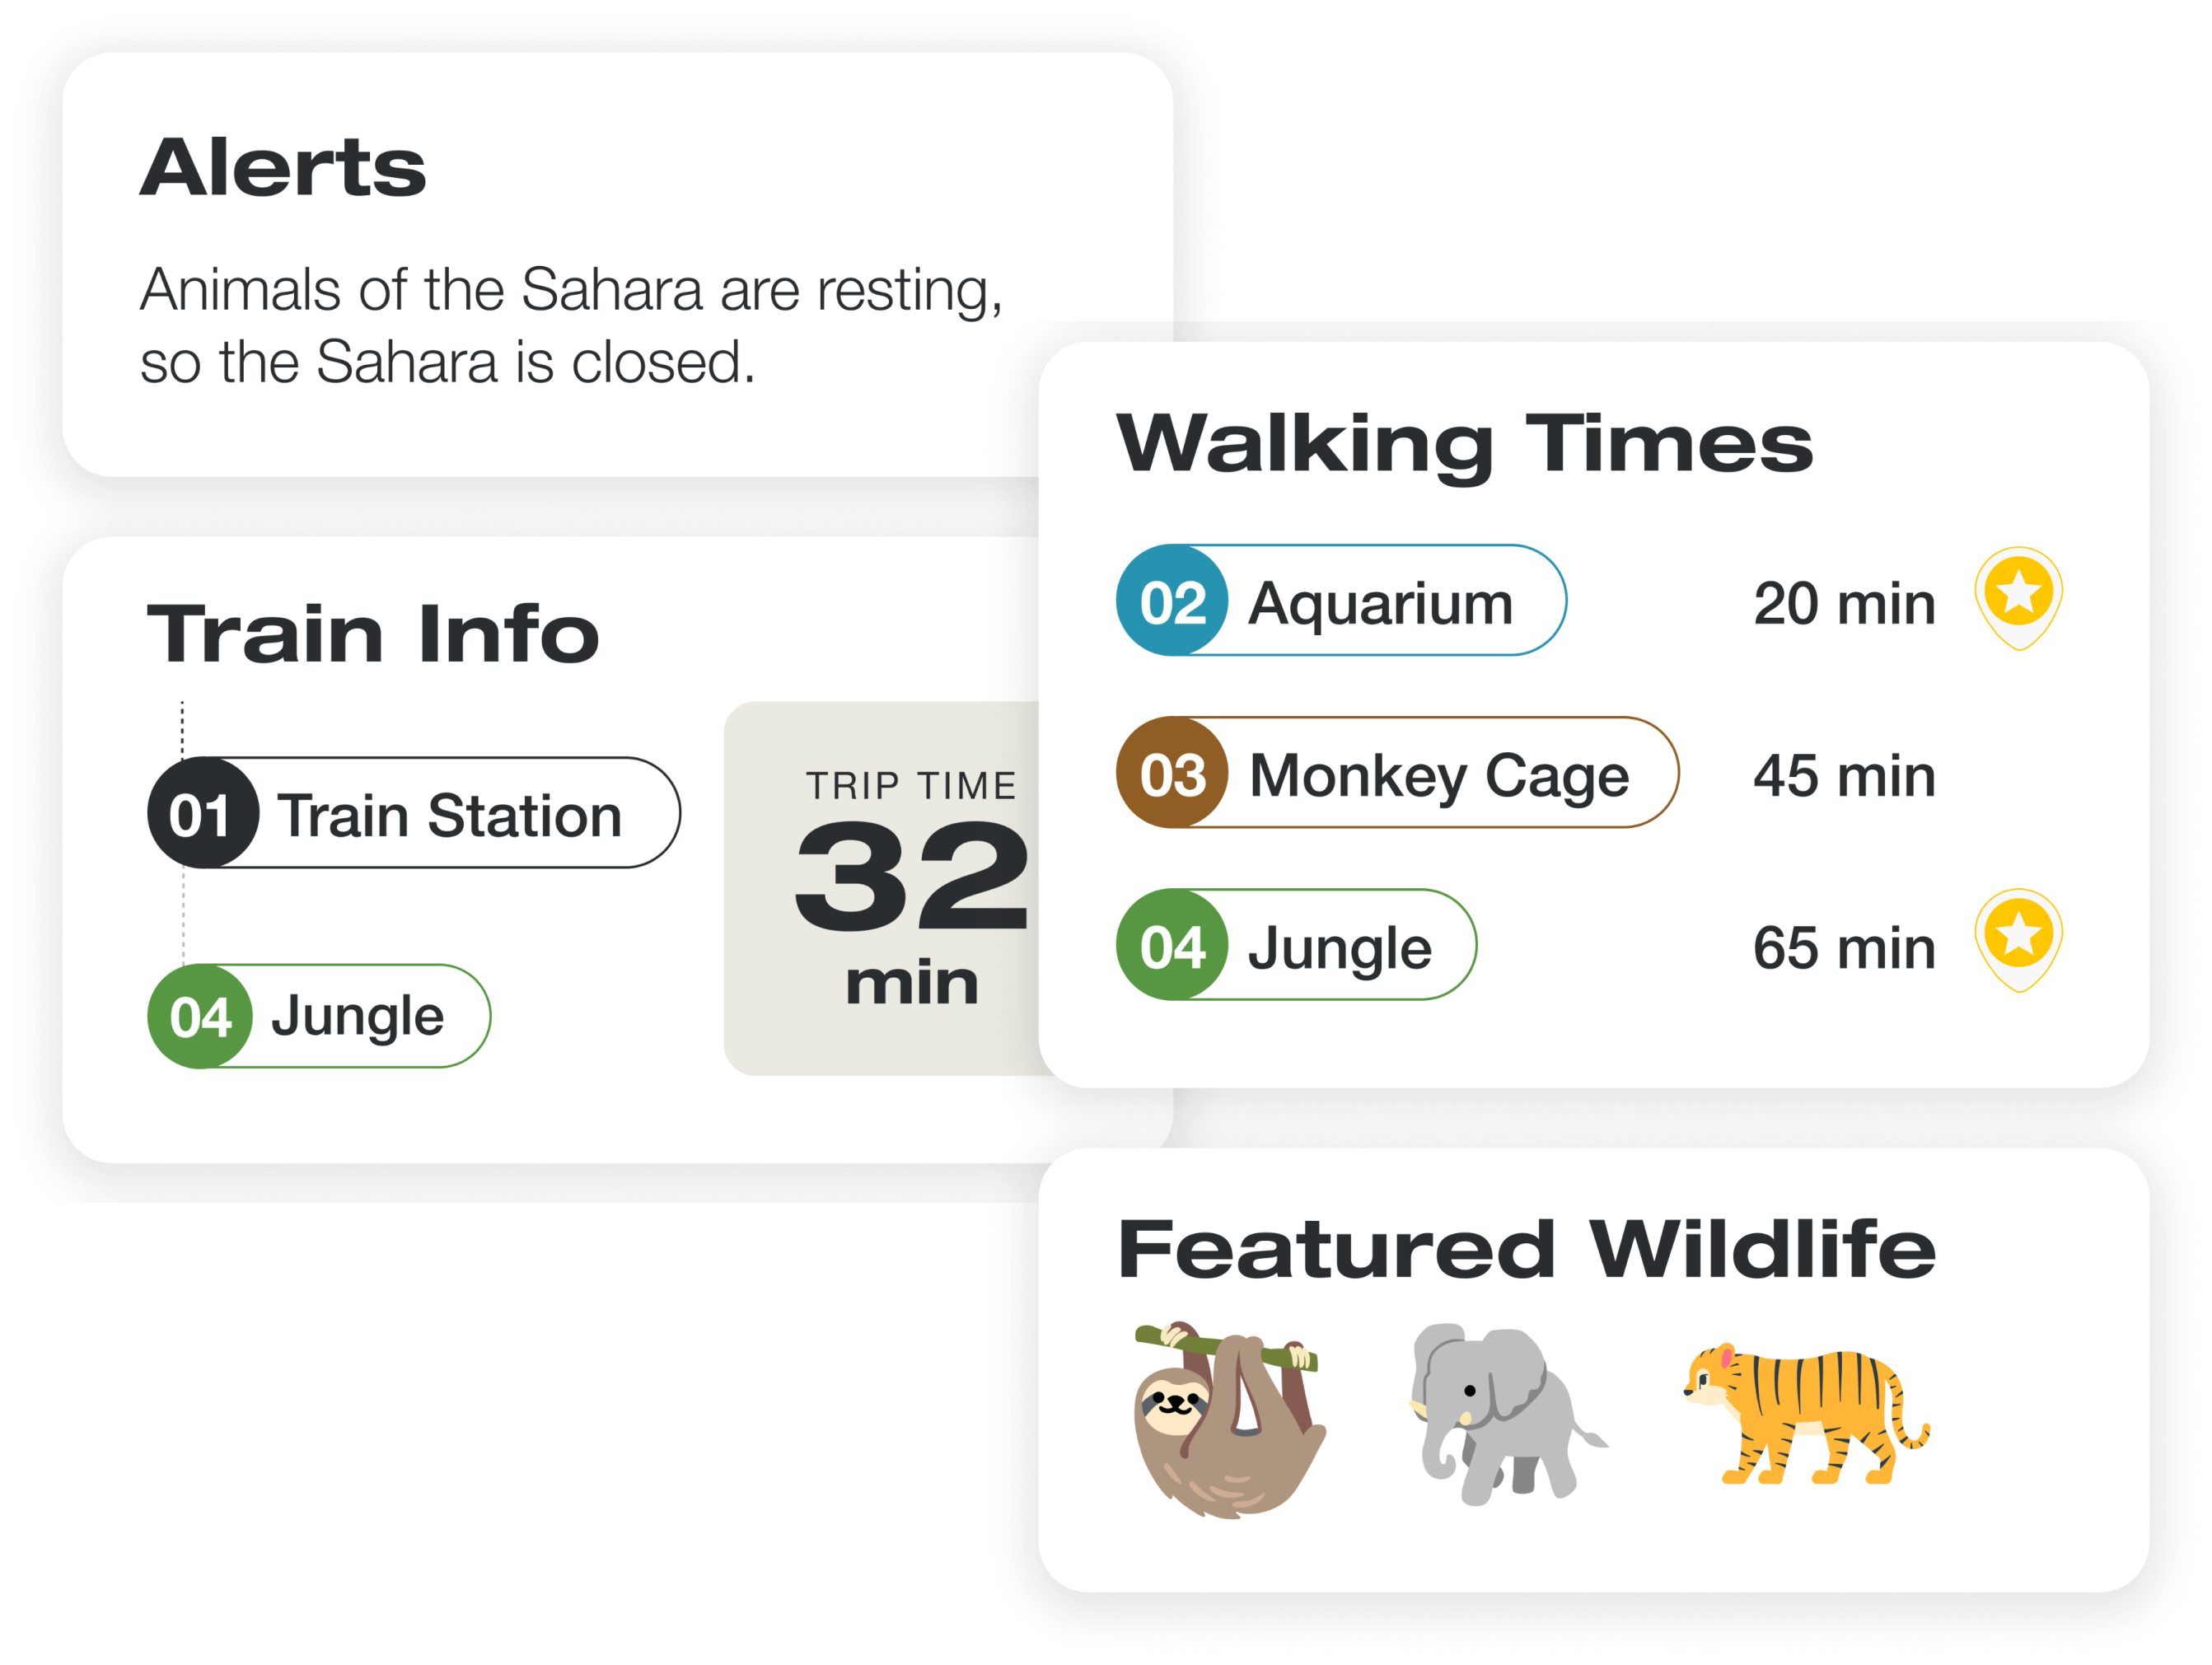 Alerts
Animals of the Sahara are resting,
so the Sahara is closed.
Train Info
01 Train Station
04 Jungle
TRIP TIME
32
min
Walking Times
02 Aquarium 20 min
03 Monkey Cage 45 min
04 Jungle 65 min
Featured Wildlife